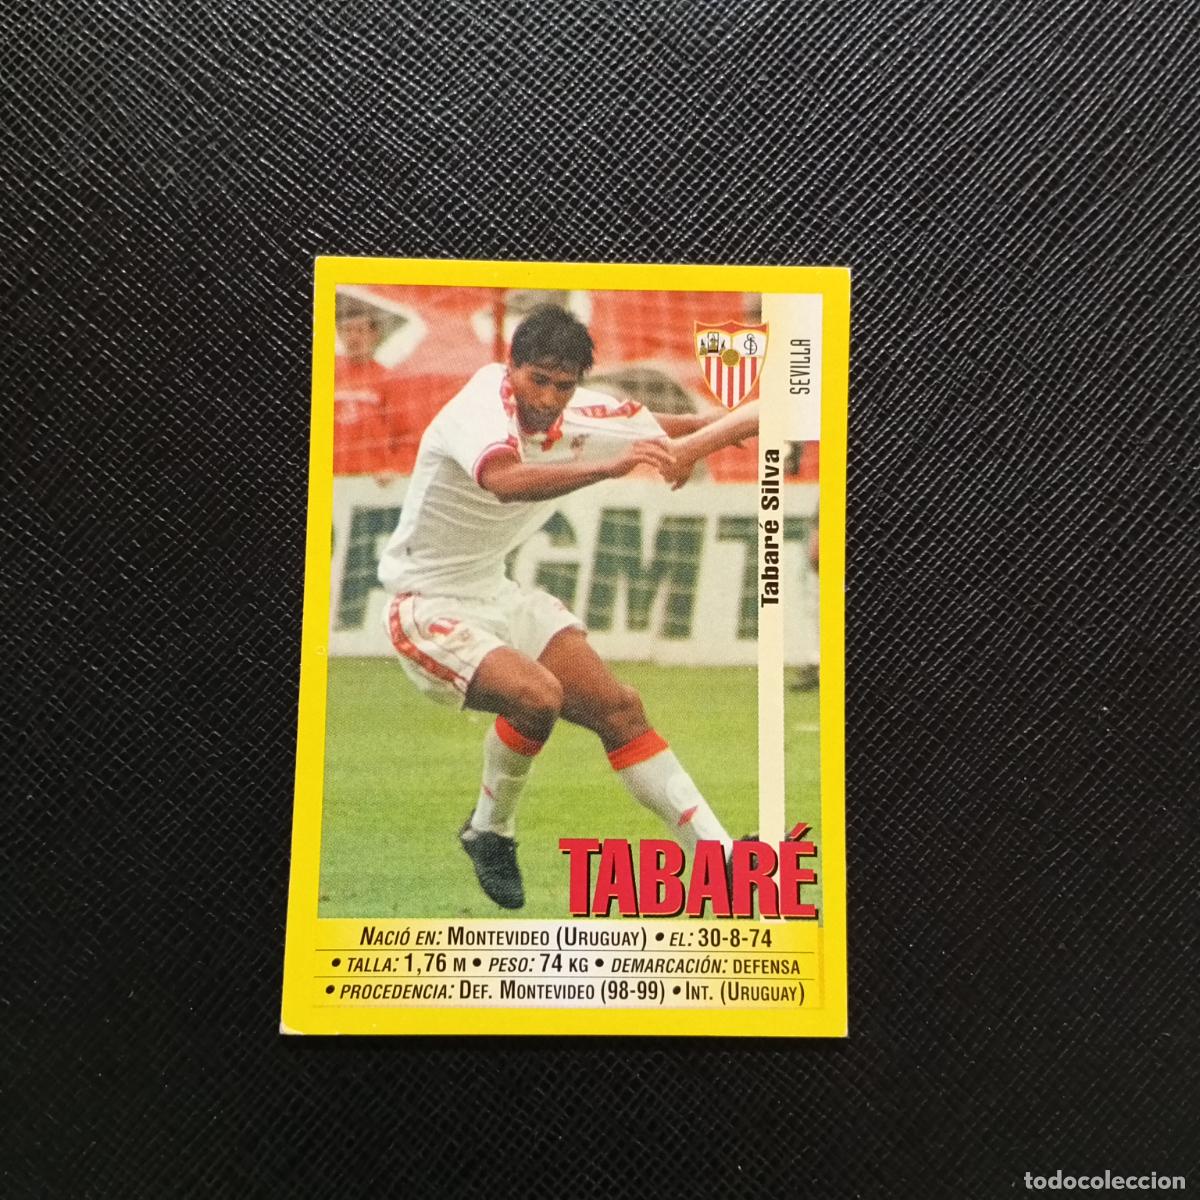 SEVILLA
Tabaré Silva
GMT
TABARÉ
NACIÓ EN: MONTEVIDEO (URUGUAY) • EL: 30-8-74
• TALLA: 1,76 M • PESO: 74 KG • DEMARCACIÓN: DEFENSA
• PROCEDENCIA: DEF. MONTEVIDEO (98-99) • INT. (URUGUAY)
todocoleccion